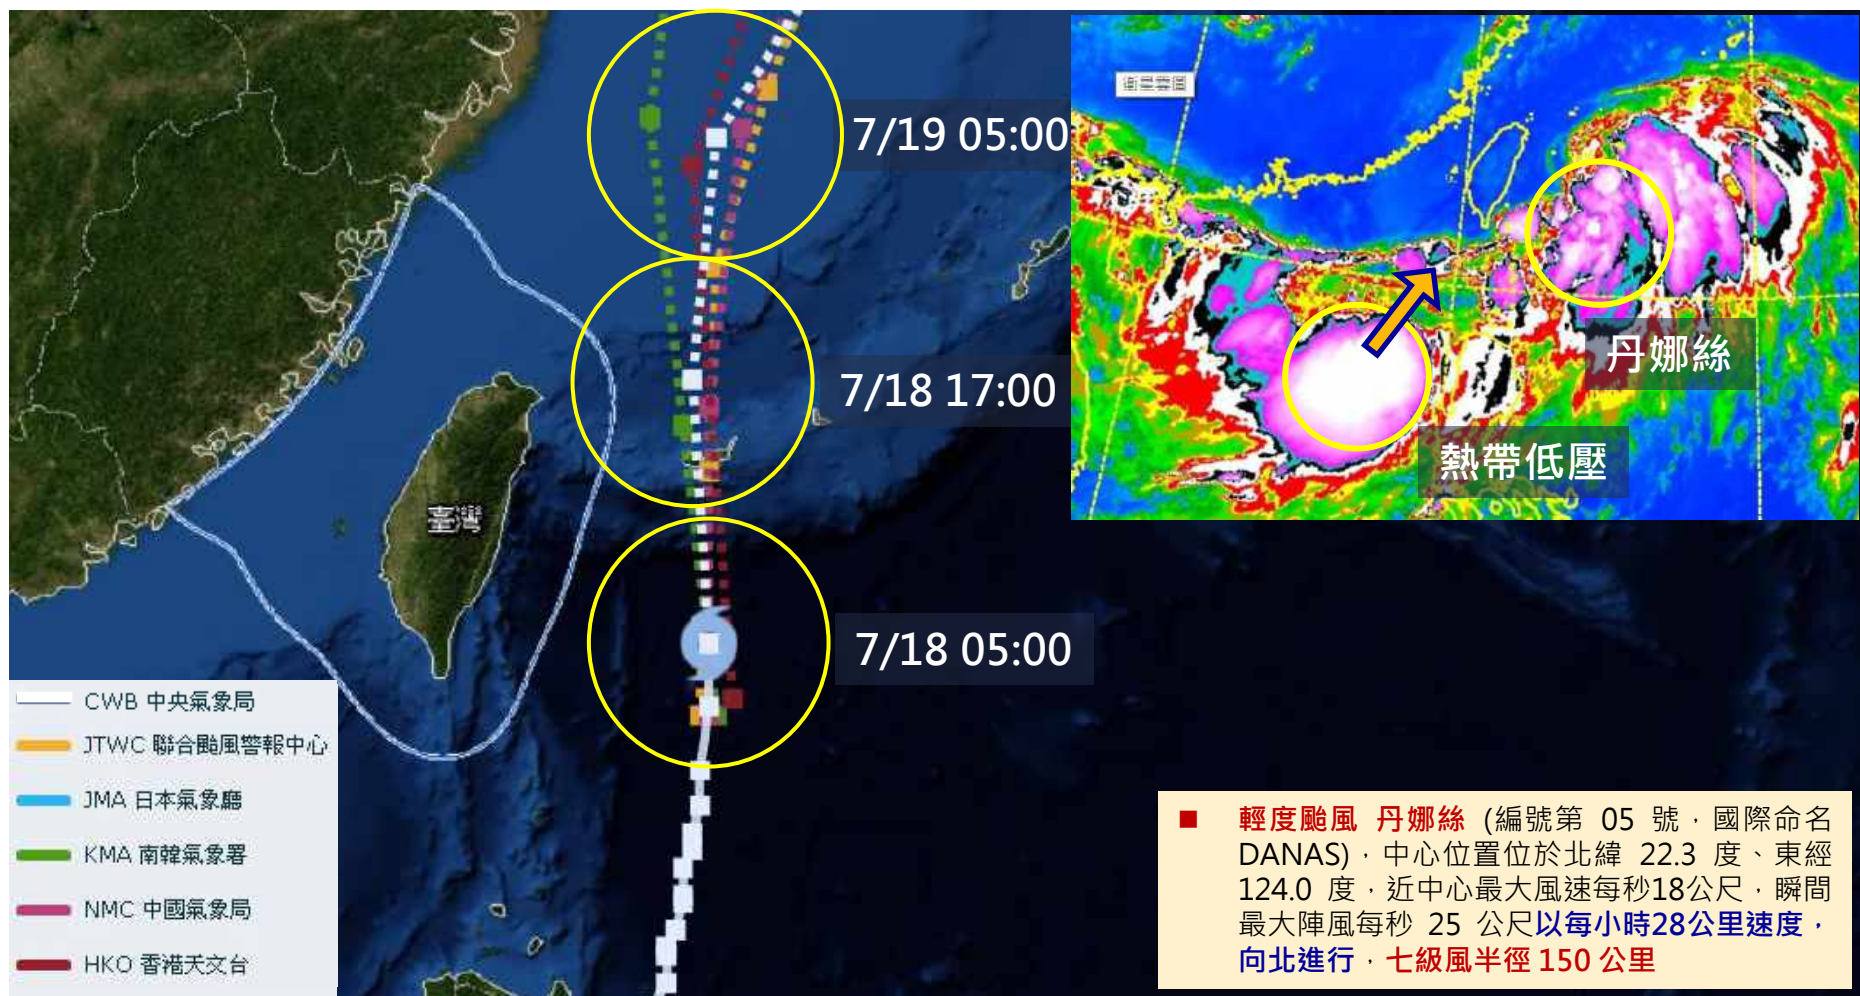 7/19 05:00
7/18 17:00
7/18 05:00
臺灣
丹娜絲
熱帶低壓
CWB 中央氣象局
JTWC 聯合颱風警報中心
JMA 日本氣象廳
KMA 南韓氣象署
NMC 中國氣象局
HKO 香港天文台
■ 輕度颱風 丹娜絲 (編號第 05 號，國際命名
DANAS)，中心位置位於北緯 22.3 度、東經
124.0 度，近中心最大風速每秒18公尺，瞬間
最大陣風每秒 25 公尺以每小時28公里速度，
向北進行，七級風半徑 150 公里